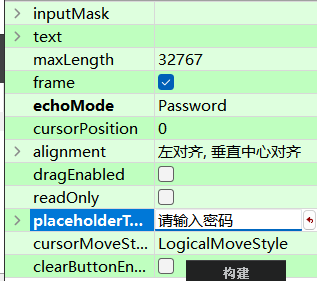 inputMask
text
maxLength 32767
frame
echoMode Password
cursorPosition 0
alignment 左对齐, 垂直中心对齐
dragEnabled
readOnly
placeholderT... 请输入密码
cursorMoveSt... LogicalMoveStyle
clearButtonEn...
构建